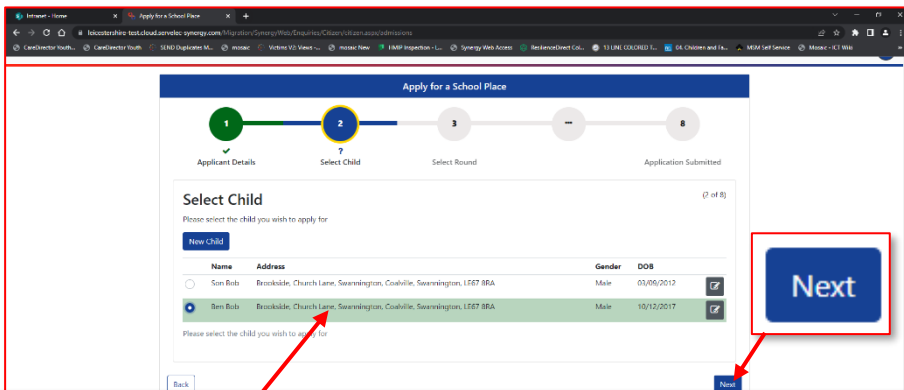 Intranet - Home
Apply for a School Place
leicestershire-test.cloud.servelec-synergy.com/Migration/SynergyWeb/Enquiries/Citizen/citizen.aspx/admissions
CareDirector Youth... CareDirector Youth SEND Duplicates M... mosaic Victims V3: Views -... mosaic New HMIP Inspection - L... Synergy Web Access ResilienceDirect Col... 13 LINE COLORED T... 04. Children and Fa... MSM Self Service Mosaic - ICT Wiki
Apply for a School Place
1 2 3 ... 8
Applicant Details Select Child Select Round Application Submitted
Select Child (2 of 8)
Please select the child you wish to apply for
New Child
Name Address Gender DOB
Son Bob Brookside, Church Lane, Swannington, Coalville, Swannington, LE67 8RA Male 03/09/2012
Ben Bob Brookside, Church Lane, Swannington, Coalville, Swannington, LE67 8RA Male 10/12/2017
Please select the child you wish to apply for
Back
Next
Next